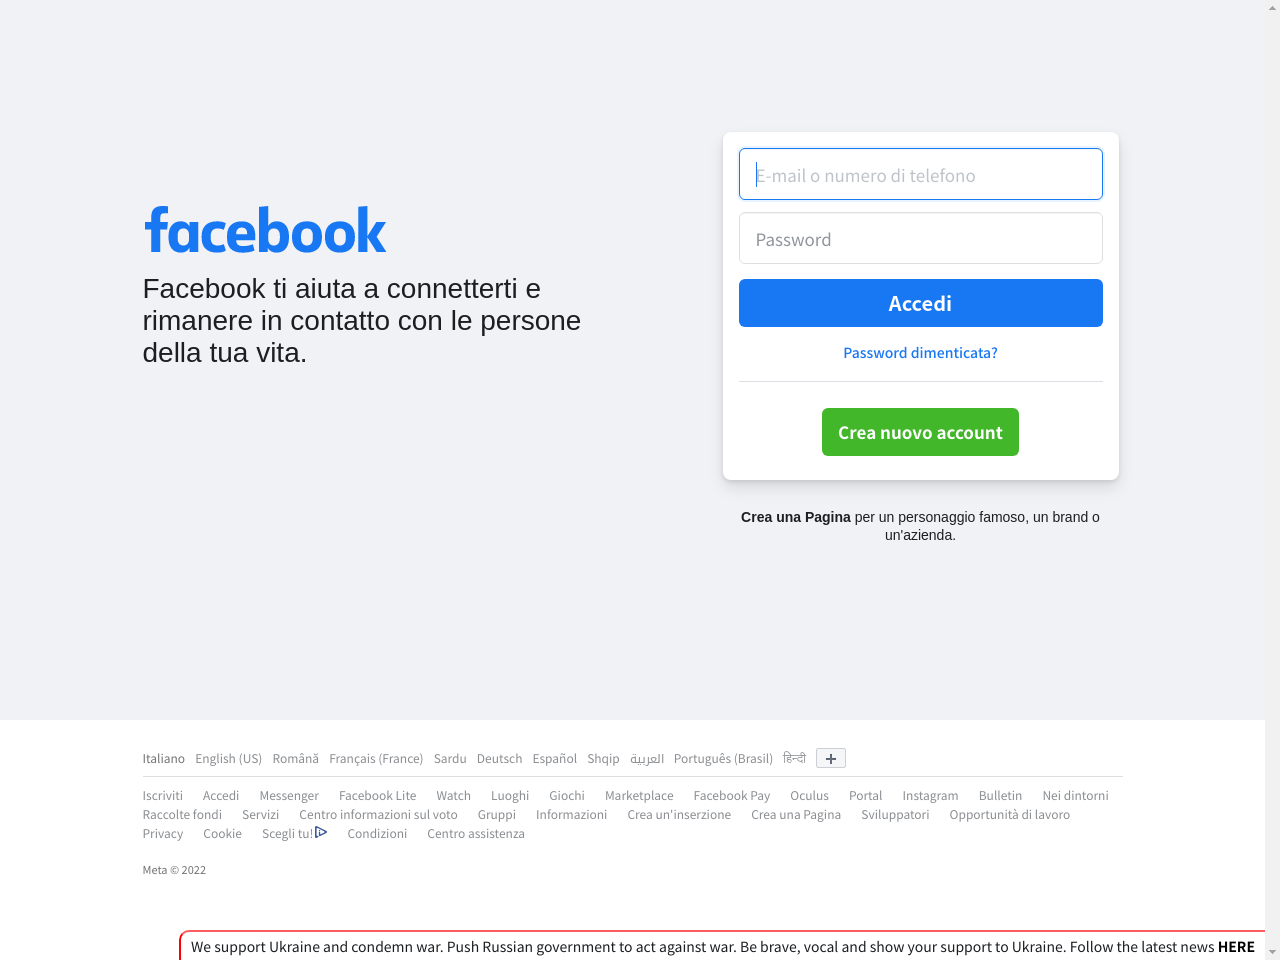 facebook
Facebook ti aiuta a connetterti e
rimanere in contatto con le persone
della tua vita.
E-mail o numero di telefono
Password
Accedi
Password dimenticata?
Crea nuovo account
Crea una Pagina per un personaggio famoso, un brand o
un'azienda.
Italiano English (US) Română Français (France) Sardu Deutsch Español Shqip العربية Português (Brasil) हिन्दी
Iscriviti Accedi Messenger Facebook Lite Watch Luoghi Giochi Marketplace Facebook Pay Oculus Portal Instagram Bulletin Nei dintorni
Raccolte fondi Servizi Centro informazioni sul voto Gruppi Informazioni Crea un'inserzione Crea una Pagina Sviluppatori Opportunità di lavoro
Privacy Cookie Scegli tu! Condizioni Centro assistenza
Meta © 2022
We support Ukraine and condemn war. Push Russian government to act against war. Be brave, vocal and show your support to Ukraine. Follow the latest news HERE